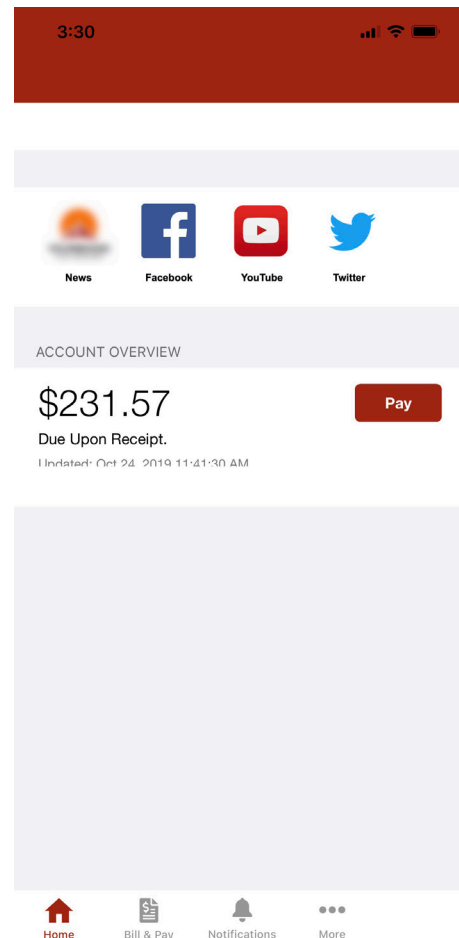 3:30
News Facebook YouTube Twitter
ACCOUNT OVERVIEW
$231.57
Pay
Due Upon Receipt.
Updated: Oct 24, 2019 11:41:30 AM
Home Bill & Pay Notifications More